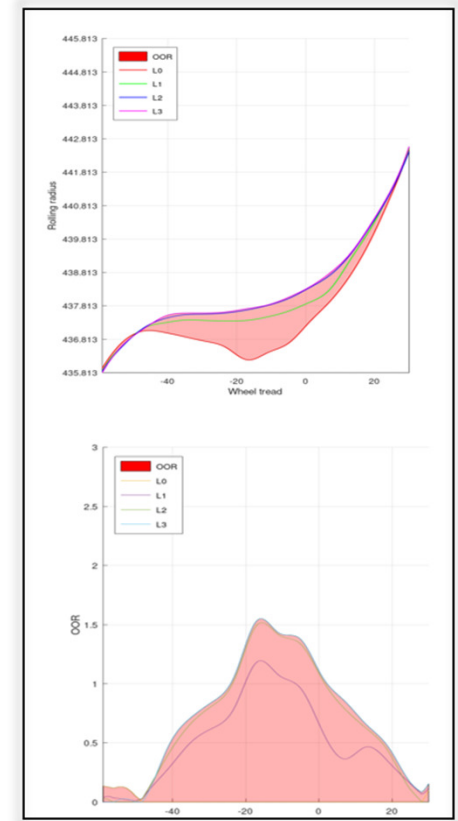 445.813
444.813
443.813
442.813
441.813
440.813
439.813
438.813
437.813
436.813
435.813
Rolling radius
OOR
L0
L1
L2
L3
-40
-20
0
20
Wheel tread
3
2.5
2
1.5
1
0.5
0
OOR
OOR
L0
L1
L2
L3
-40
-20
0
20